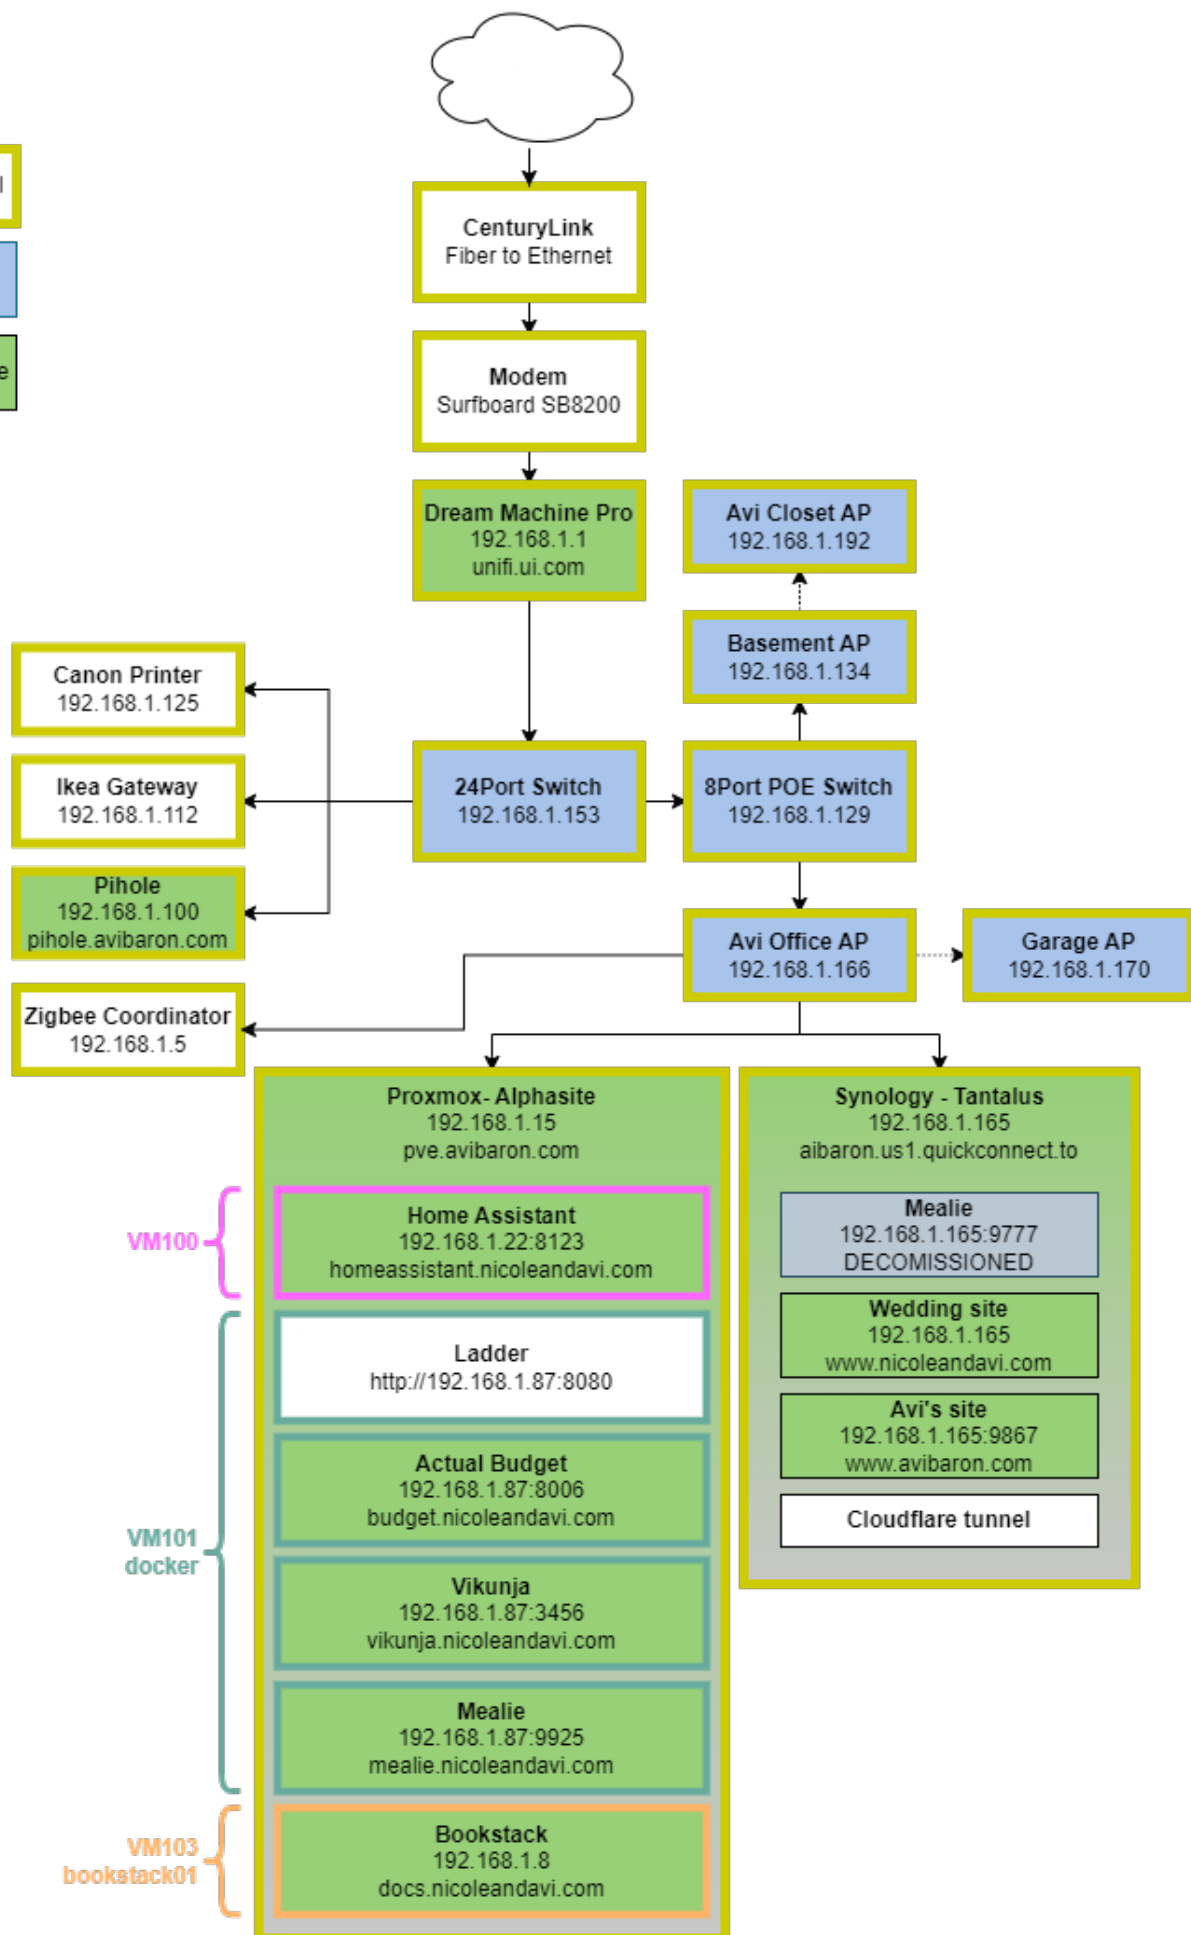 CenturyLink
Fiber to Ethernet
Modem
Surfboard SB8200
Dream Machine Pro
192.168.1.1
unifi.ui.com
Avi Closet AP
192.168.1.192
Basement AP
192.168.1.134
Canon Printer
192.168.1.125
Ikea Gateway
192.168.1.112
24Port Switch
192.168.1.153
8Port POE Switch
192.168.1.129
Pihole
192.168.1.100
pihole.avibaron.com
Avi Office AP
192.168.1.166
Garage AP
192.168.1.170
Zigbee Coordinator
192.168.1.5
Proxmox- Alphasite
192.168.1.15
pve.avibaron.com
VM100
Home Assistant
192.168.1.22:8123
homeassistant.nicoleandavi.com
VM101
docker
Ladder
http://192.168.1.87:8080
Actual Budget
192.168.1.87:8006
budget.nicoleandavi.com
Vikunja
192.168.1.87:3456
vikunja.nicoleandavi.com
Mealie
192.168.1.87:9925
mealie.nicoleandavi.com
VM103
bookstack01
Bookstack
192.168.1.8
docs.nicoleandavi.com
Synology - Tantalus
192.168.1.165
aibaron.us1.quickconnect.to
Mealie
192.168.1.165:9777
DECOMISSIONED
Wedding site
192.168.1.165
www.nicoleandavi.com
Avi's site
192.168.1.165:9867
www.avibaron.com
Cloudflare tunnel